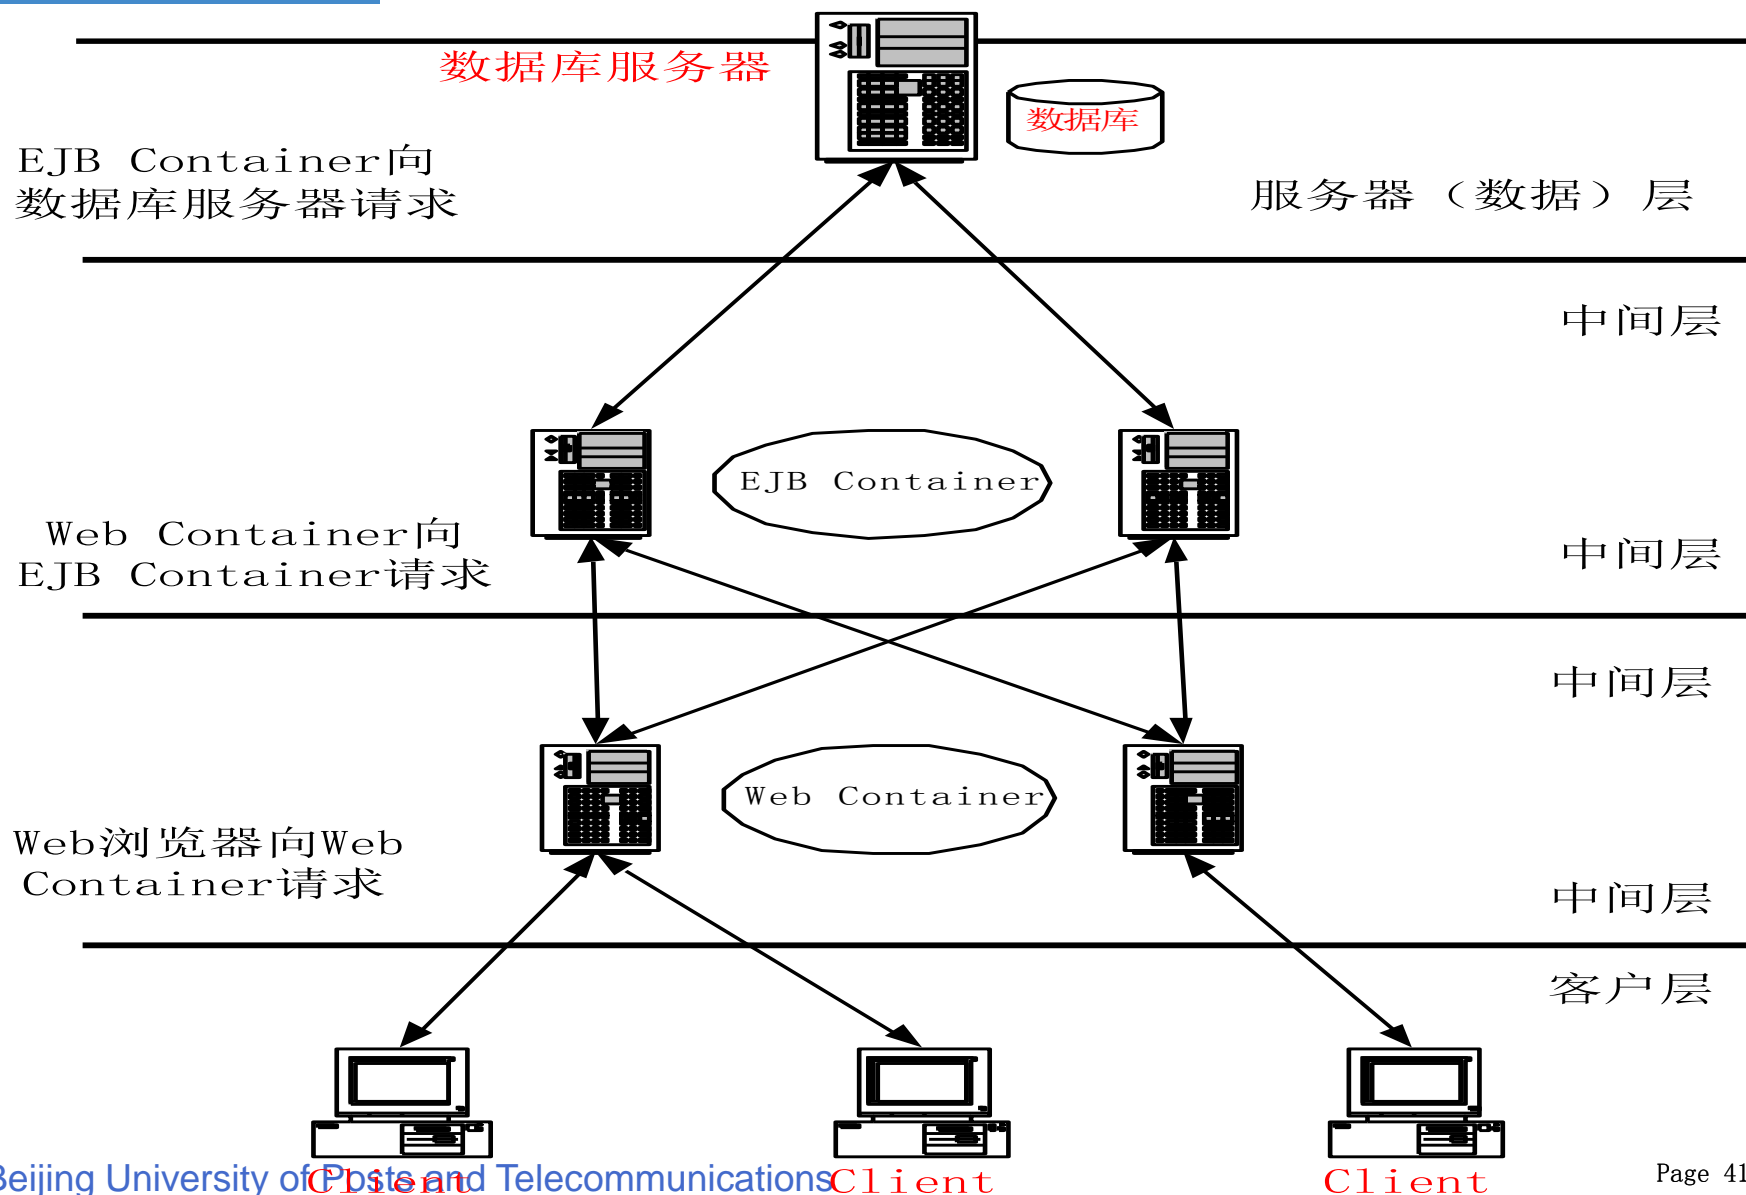 数据库服务器
数据库
EJB Container向
数据库服务器请求
服务器（数据）层
中间层
EJB Container
Web Container向
EJB Container请求
中间层
中间层
Web Container
Web浏览器向Web
Container请求
中间层
客户层
Client
Client
Client
Beijing University of Posts and Telecommunications
Page 41